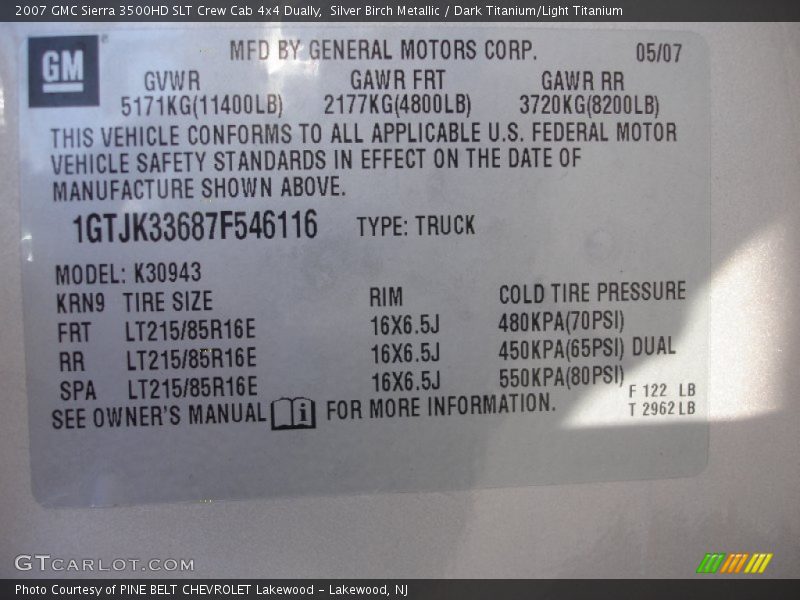 2007 GMC Sierra 3500HD SLT Crew Cab 4x4 Dually,  Silver Birch Metallic / Dark Titanium/Light Titanium
GM
MFD BY GENERAL MOTORS CORP. 05/07
GVWR GAWR FRT GAWR RR
5171KG(11400LB) 2177KG(4800LB) 3720KG(8200LB)
THIS VEHICLE CONFORMS TO ALL APPLICABLE U.S. FEDERAL MOTOR
VEHICLE SAFETY STANDARDS IN EFFECT ON THE DATE OF
MANUFACTURE SHOWN ABOVE.
1GTJK33687F546116 TYPE: TRUCK
MODEL: K30943
KRN9 TIRE SIZE RIM COLD TIRE PRESSURE
FRT LT215/85R16E 16X6.5J 480KPA(70PSI)
RR LT215/85R16E 16X6.5J 450KPA(65PSI) DUAL
SPA LT215/85R16E 16X6.5J 550KPA(80PSI)
SEE OWNER'S MANUAL i FOR MORE INFORMATION.
F 122 LB
T 2962 LB
GTCARLOT.COM
Photo Courtesy of PINE BELT CHEVROLET Lakewood - Lakewood, NJ